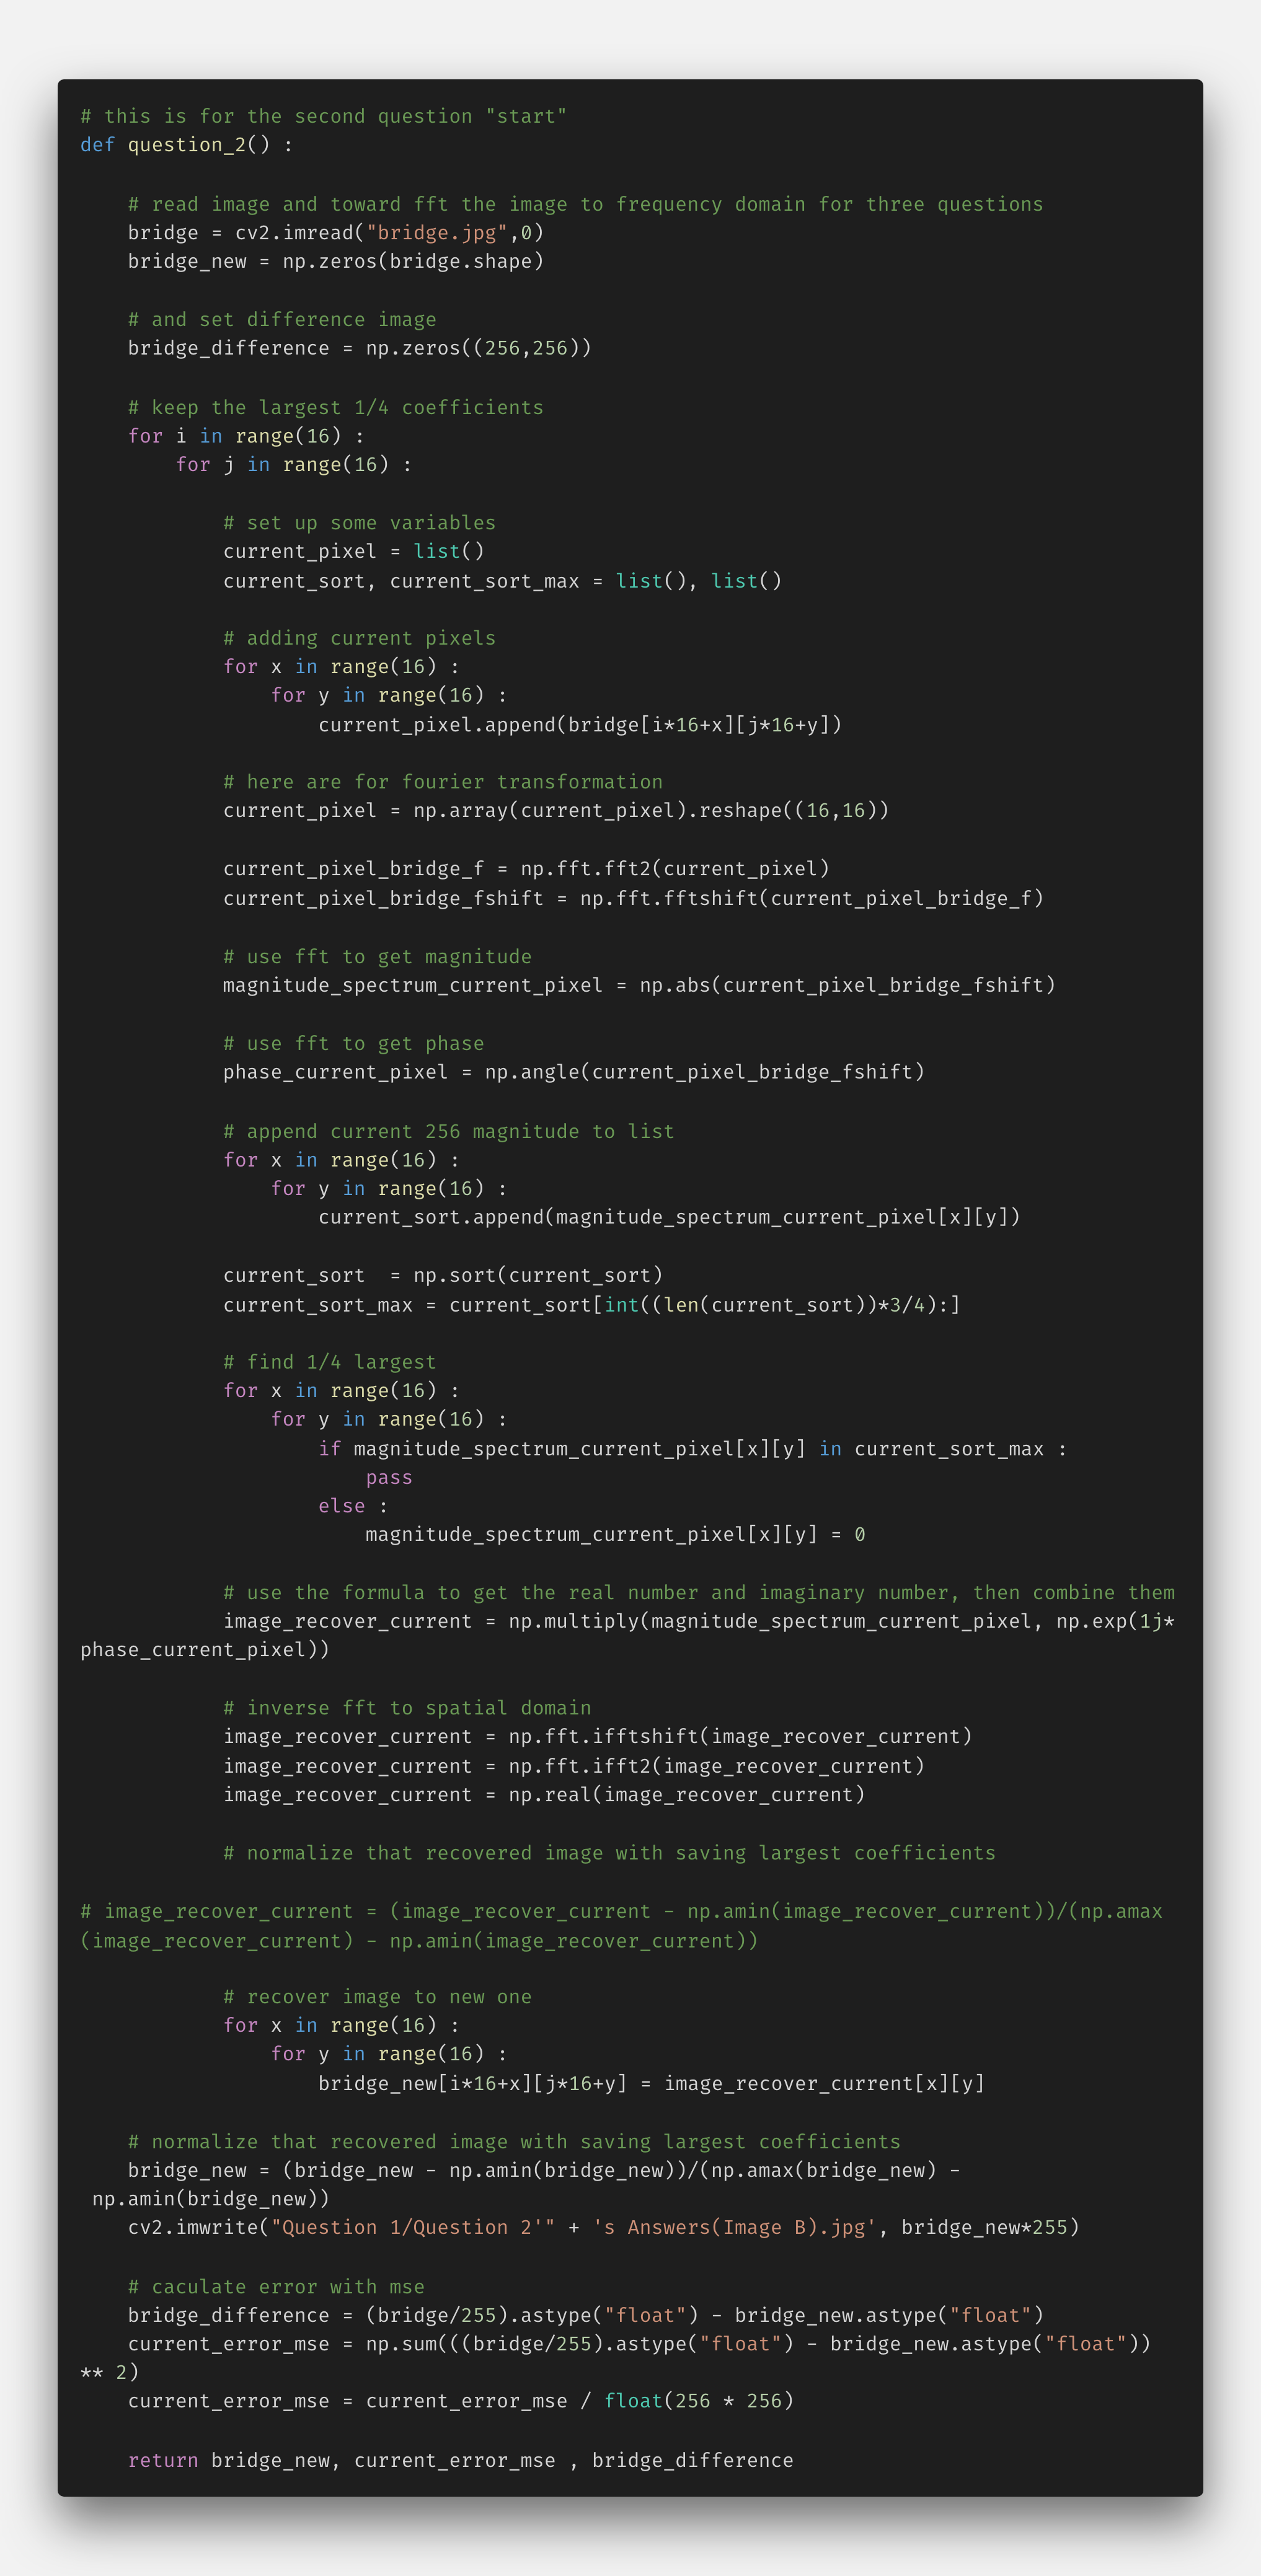 # this is for the second question "start"
def question_2() :
    # read image and toward fft the image to frequency domain for three questions
    bridge = cv2.imread("bridge.jpg",0)
    bridge_new = np.zeros(bridge.shape)
    # and set difference image
    bridge_difference = np.zeros((256,256))
    # keep the largest 1/4 coefficients
    for i in range(16) :
        for j in range(16) :
            # set up some variables
            current_pixel = list()
            current_sort, current_sort_max = list(), list()
            # adding current pixels
            for x in range(16) :
                for y in range(16) :
                    current_pixel.append(bridge[i*16+x][j*16+y])
            # here are for fourier transformation
            current_pixel = np.array(current_pixel).reshape((16,16))
            current_pixel_bridge_f = np.fft.fft2(current_pixel)
            current_pixel_bridge_fshift = np.fft.fftshift(current_pixel_bridge_f)
            # use fft to get magnitude
            magnitude_spectrum_current_pixel = np.abs(current_pixel_bridge_fshift)
            # use fft to get phase
            phase_current_pixel = np.angle(current_pixel_bridge_fshift)
            # append current 256 magnitude to list
            for x in range(16) :
                for y in range(16) :
                    current_sort.append(magnitude_spectrum_current_pixel[x][y])
            current_sort  = np.sort(current_sort)
            current_sort_max = current_sort[int((len(current_sort))*3/4):]
            # find 1/4 largest
            for x in range(16) :
                for y in range(16) :
                    if magnitude_spectrum_current_pixel[x][y] in current_sort_max :
                        pass
                    else :
                        magnitude_spectrum_current_pixel[x][y] = 0
            # use the formula to get the real number and imaginary number, then combine them
            image_recover_current = np.multiply(magnitude_spectrum_current_pixel, np.exp(1j*
phase_current_pixel))
            # inverse fft to spatial domain
            image_recover_current = np.fft.ifftshift(image_recover_current)
            image_recover_current = np.fft.ifft2(image_recover_current)
            image_recover_current = np.real(image_recover_current)
            # normalize that recovered image with saving largest coefficients
# image_recover_current = (image_recover_current - np.amin(image_recover_current))/(np.amax
(image_recover_current) - np.amin(image_recover_current))
            # recover image to new one
            for x in range(16) :
                for y in range(16) :
                    bridge_new[i*16+x][j*16+y] = image_recover_current[x][y]
    # normalize that recovered image with saving largest coefficients
    bridge_new = (bridge_new - np.amin(bridge_new))/(np.amax(bridge_new) -
 np.amin(bridge_new))
    cv2.imwrite("Question 1/Question 2'" + 's Answers(Image B).jpg', bridge_new*255)
    # caculate error with mse
    bridge_difference = (bridge/255).astype("float") - bridge_new.astype("float")
    current_error_mse = np.sum(((bridge/255).astype("float") - bridge_new.astype("float"))
** 2)
    current_error_mse = current_error_mse / float(256 * 256)
    return bridge_new, current_error_mse , bridge_difference